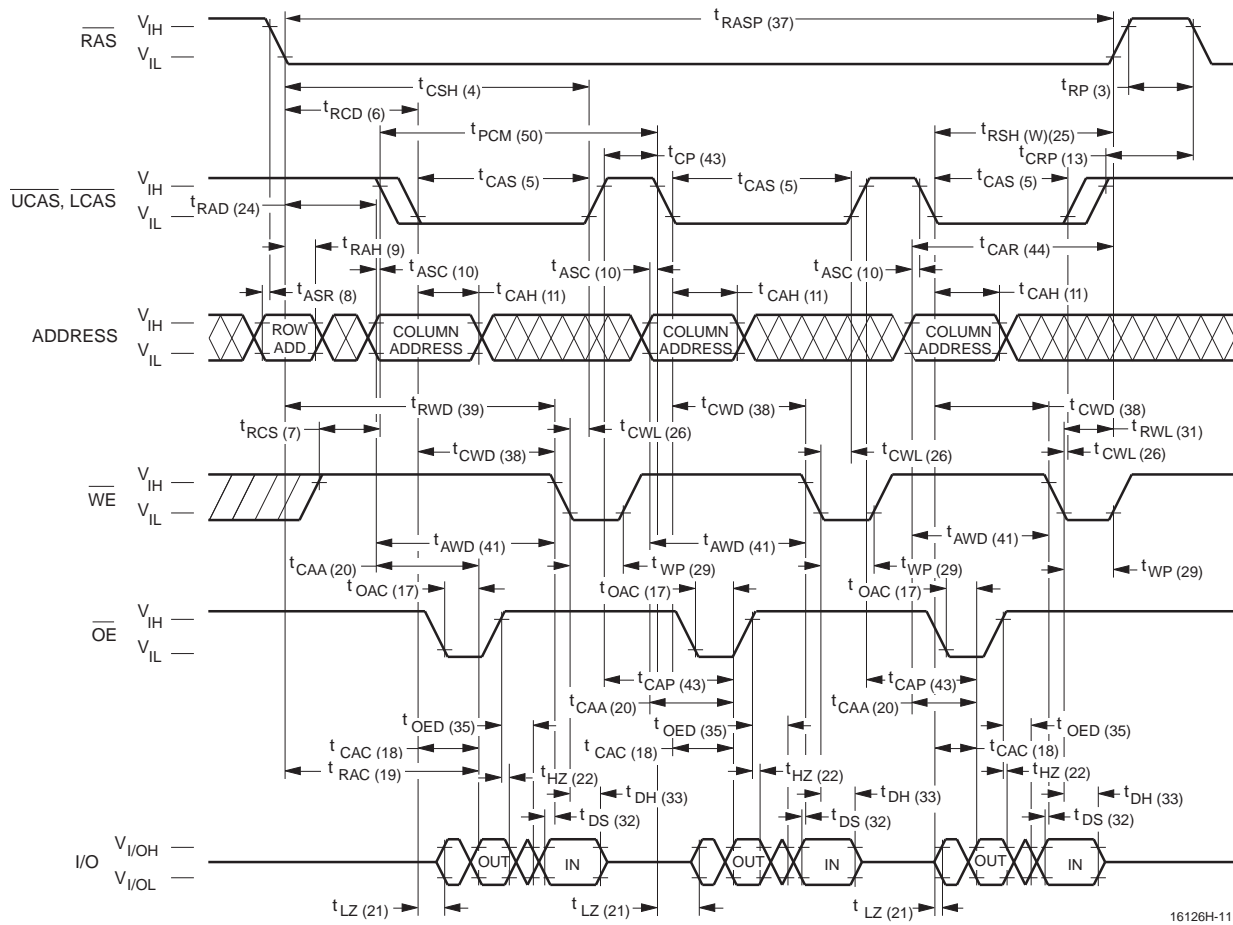 V_IH t_RASP (37)
RAS
V_IL
t_CSH (4) t_RP (3)
t_RCD (6)
t_PCM (50) t_RSH (W)(25)
t_CP (43) t_CRP (13)
V_IH t_CAS (5) t_CAS (5) t_CAS (5)
UCAS, LCAS
V_IL
t_RAD (24)
t_RAH (9) t_CAR (44)
t_ASC (10) t_ASC (10) t_ASC (10)
t_ASR (8) t_CAH (11) t_CAH (11) t_CAH (11)
V_IH ROW COLUMN COLUMN COLUMN
ADDRESS
V_IL ADD ADDRESS ADDRESS ADDRESS
t_RWD (39) t_CWD (38) t_CWD (38)
t_RCS (7) t_CWL (26) t_RWL (31)
t_CWD (38) t_CWL (26) t_CWL (26)
V_IH
WE
V_IL
t_AWD (41) t_AWD (41) t_AWD (41)
t_CAA (20) t_WP (29) t_WP (29) t_WP (29)
t_OAC (17) t_OAC (17) t_OAC (17)
V_IH
OE
V_IL
t_CAP (43) t_CAP (43)
t_CAA (20) t_CAA (20)
t_OED (35) t_OED (35) t_OED (35)
t_CAC (18) t_CAC (18) t_CAC (18)
t_RAC (19) t_HZ (22) t_HZ (22) t_HZ (22)
t_DH (33) t_DH (33) t_DH (33)
t_DS (32) t_DS (32) t_DS (32)
V_I/OH
I/O OUT IN OUT IN OUT IN
V_I/OL
t_LZ (21) t_LZ (21) t_LZ (21)
16126H-11